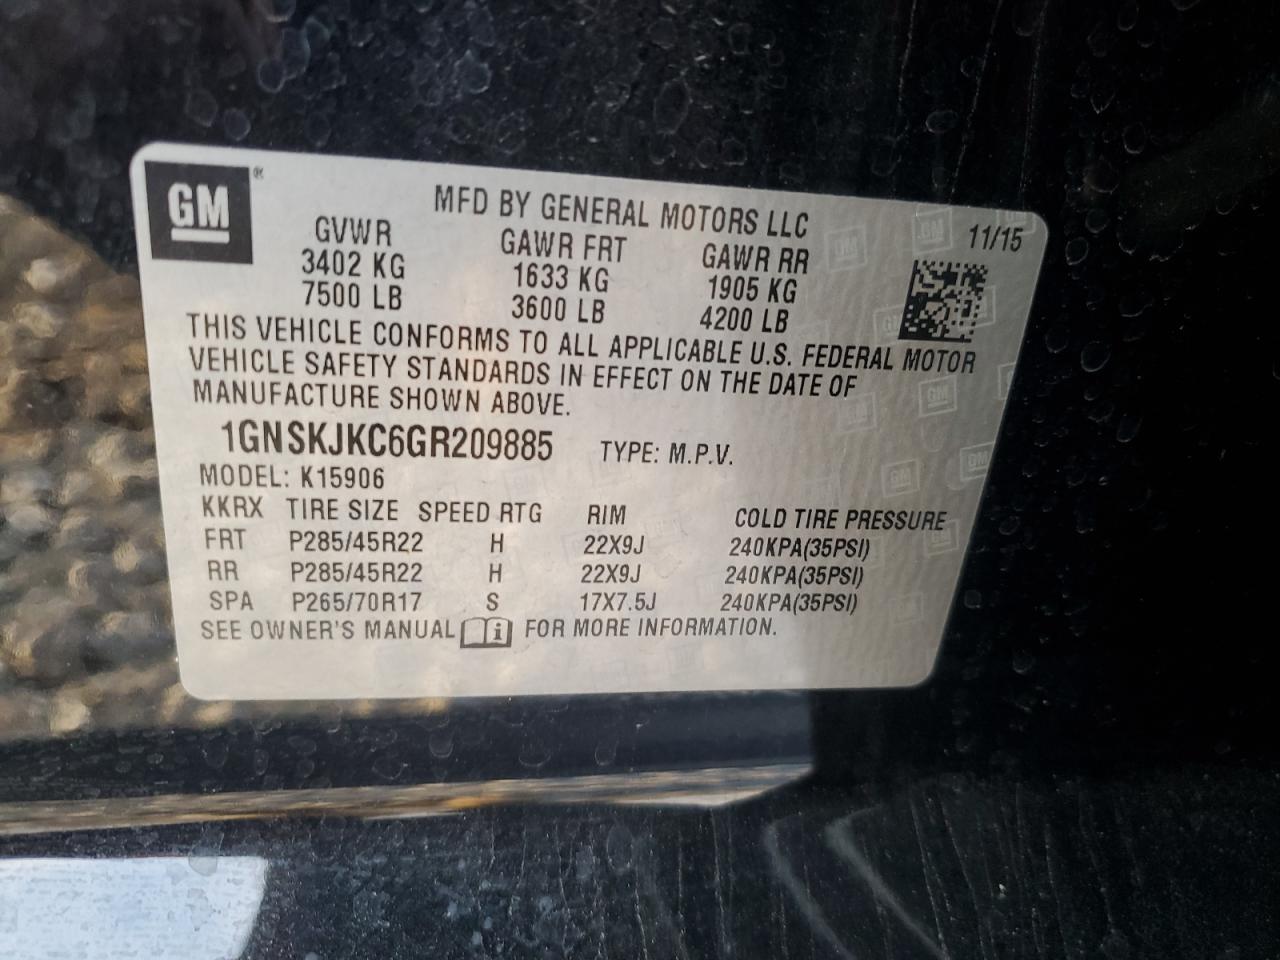 GM®
MFD BY GENERAL MOTORS LLC
11/15
GVWR GAWR FRT GAWR RR
3402 KG 1633 KG 1905 KG
7500 LB 3600 LB 4200 LB
THIS VEHICLE CONFORMS TO ALL APPLICABLE U.S. FEDERAL MOTOR
VEHICLE SAFETY STANDARDS IN EFFECT ON THE DATE OF
MANUFACTURE SHOWN ABOVE.
1GNSKJKC6GR209885 TYPE: M.P.V.
MODEL: K15906
KKRX TIRE SIZE SPEED RTG RIM COLD TIRE PRESSURE
FRT P285/45R22 H 22X9J 240KPA(35PSI)
RR P285/45R22 H 22X9J 240KPA(35PSI)
SPA P265/70R17 S 17X7.5J 240KPA(35PSI)
SEE OWNER'S MANUAL i FOR MORE INFORMATION.